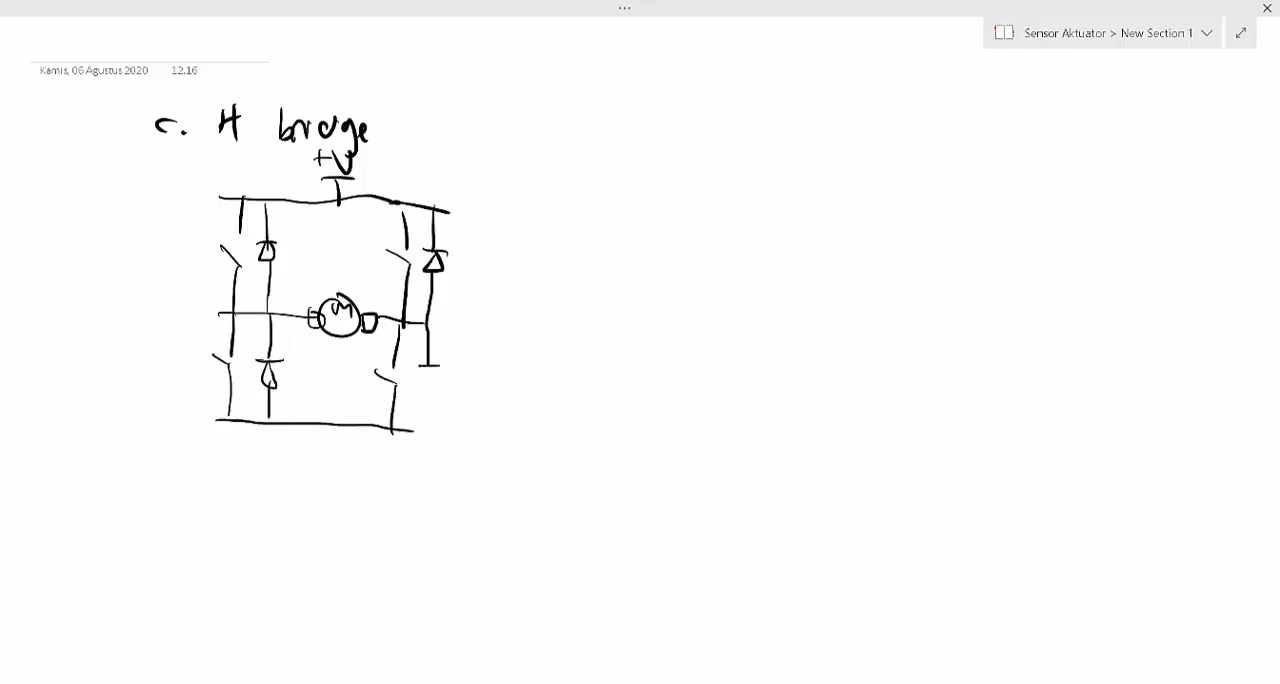 Sensor Aktuator > New Section 1
Kamis, 06 Agustus 2020 12.16
C. H bridge
+V
M